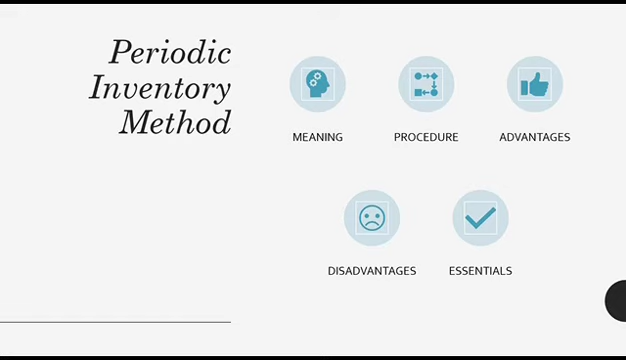 Periodic
Inventory
Method
MEANING
PROCEDURE
ADVANTAGES
DISADVANTAGES
ESSENTIALS